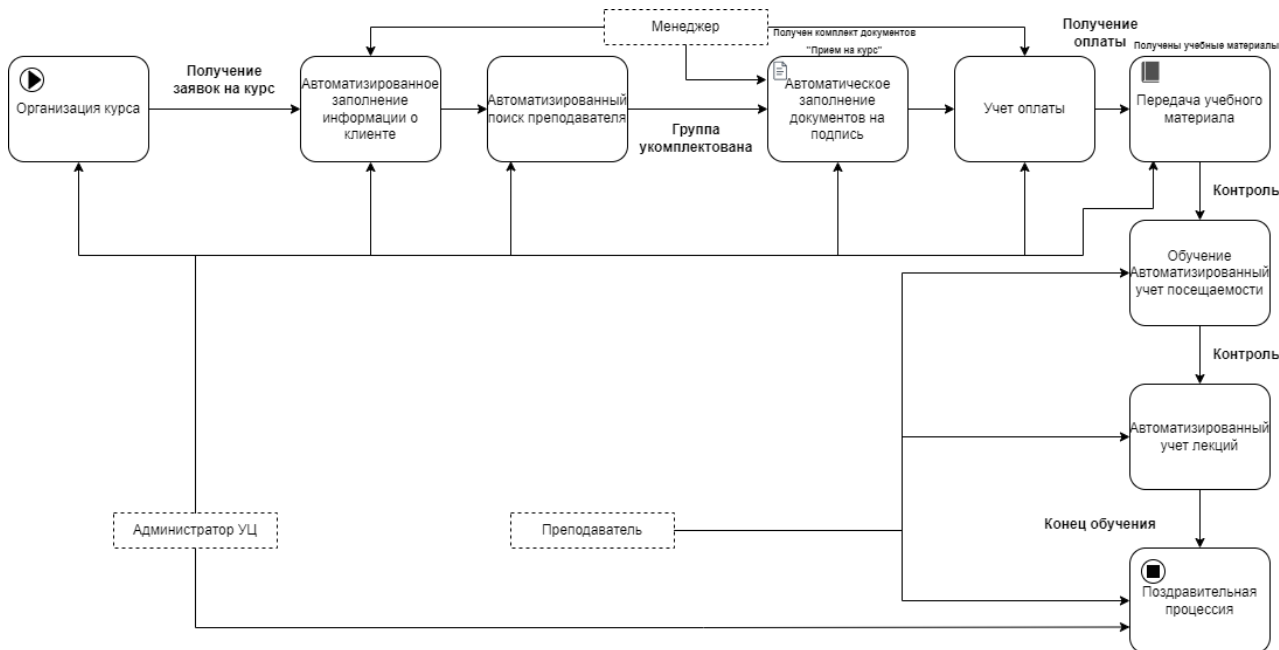 Менеджер
Получение
оплаты
Получен комплект документов
"Прием на курс"
Получены учебные материалы
Организация курса
Получение
заявок на курс
Автоматизированное
заполнение
информации о
клиенте
Автоматизированный
поиск преподавателя
Группа
укомплектована
Автоматическое
заполнение
документов на
подпись
Учет оплаты
Передача учебного
материала
Контроль
Обучение
Автоматизированный
учет посещаемости
Контроль
Автоматизированный
учет лекций
Администратор УЦ
Преподаватель
Конец обучения
Поздравительная
процессия